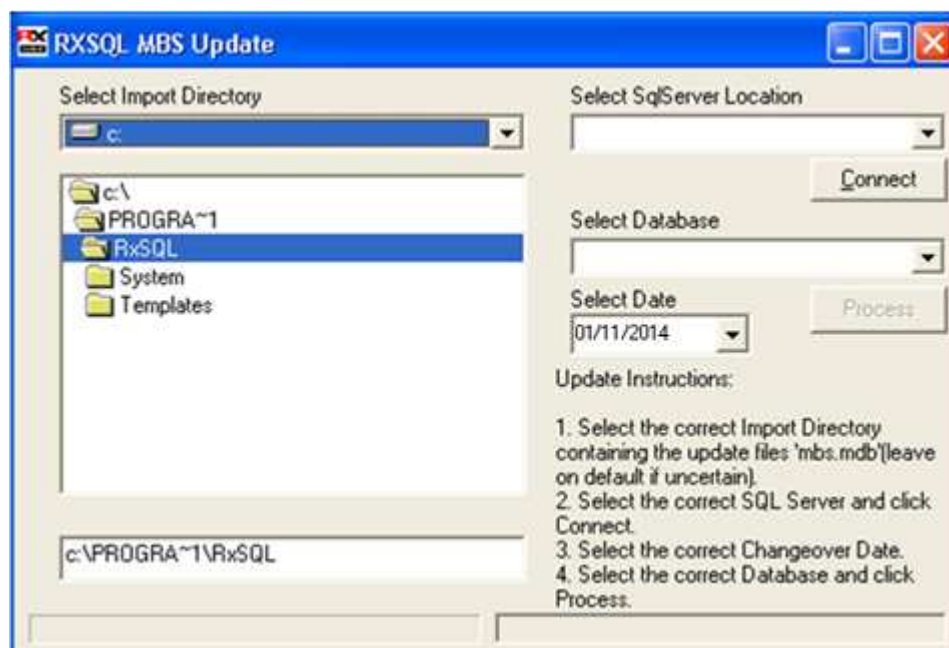 RXSQL MBS Update
Select Import Directory
c:
c:\
PROGRA~1
RxSQL
System
Templates
c:\PROGRA~1\RxSQL
Select SqlServer Location
Connect
Select Database
Select Date
01/11/2014
Process
Update Instructions:
1. Select the correct Import Directory
containing the update files 'mbs.mdb'(leave
on default if uncertain).
2. Select the correct SQL Server and click
Connect.
3. Select the correct Changeover Date.
4. Select the correct Database and click
Process.